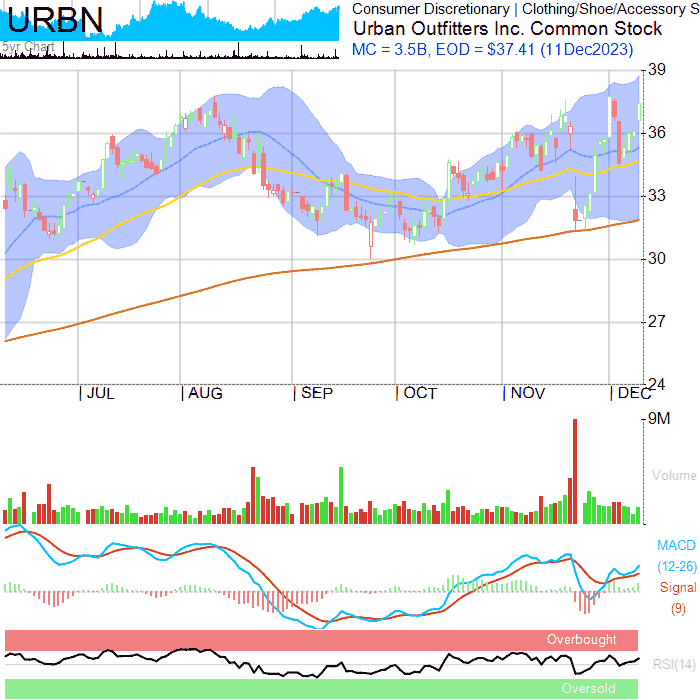 URBN
5yr Chart
Consumer Discretionary | Clothing/Shoe/Accessory S
Urban Outfitters Inc. Common Stock
MC = 3.5B, EOD = $37.41 (11Dec2023)
39
36
33
30
27
24
| JUL | AUG | SEP | OCT | NOV | DEC
9M
Volume
MACD
(12-26)
Signal
(9)
Overbought
RSI(14)
Oversold